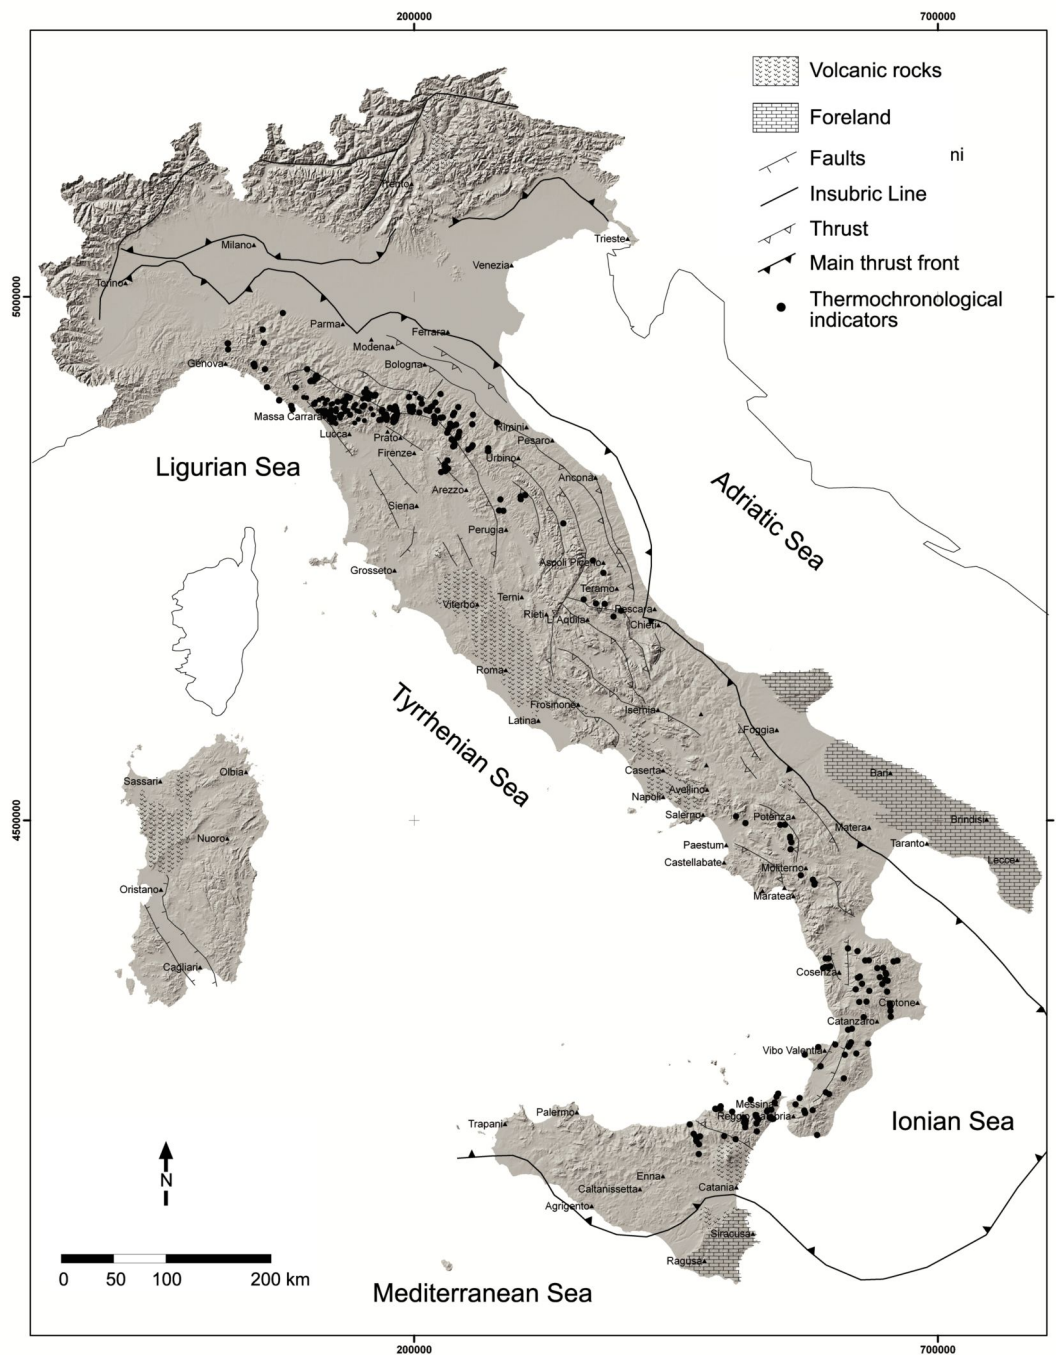 200000
700000
Volcanic rocks
Foreland
Faults
ni
Insubric Line
Thrust
Main thrust front
Thermochronological
indicators
Trento
Trieste
Milano
Venezia
Torino
5000000
Parma
Ferrara
Modena
Genova
Bologna
Massa Carrara
Rimini
Lucca
Prato
Pesaro
Firenze
Urbino
Ligurian Sea
Ancona
Arezzo
Adriatic Sea
Siena
Perugia
Aspoli Piceno
Grosseto
Teramo
Terni
Viterbo
Rieti
L'Aquila
Pescara
Chieti
Roma
Tyrrhenian Sea
Frosinone
Isernia
Latina
Foggia
Sassari
Olbia
Caserta
Bari
Napoli
Avellino
Salerno
Potenza
Brindisi
4500000
Matera
Nuoro
Paestum
Taranto
Castellabate
Moliterno
Lecce
Oristano
Maratea
Cagliari
Cosenza
Crotone
Catanzaro
Vibo Valentia
Messina
Palermo
Reggio Calabria
Trapani
Ionian Sea
N
Enna
Caltanissetta
Catania
Agrigento
Siracusa
Ragusa
0 50 100 200 km
Mediterranean Sea
200000
700000